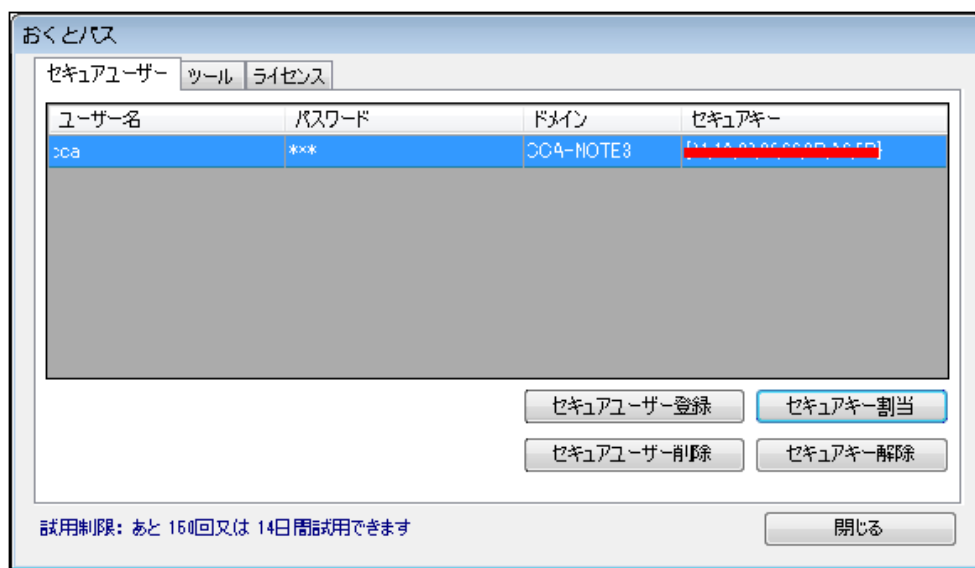 おくとパス
セキュアユーザー ツール ライセンス
ユーザー名 パスワード ドメイン セキュアキー
cca *** CCA-NOTE3
セキュアユーザー登録 セキュアキー割当
セキュアユーザー削除 セキュアキー解除
試用制限: あと 150回又は 14日間試用できます 閉じる